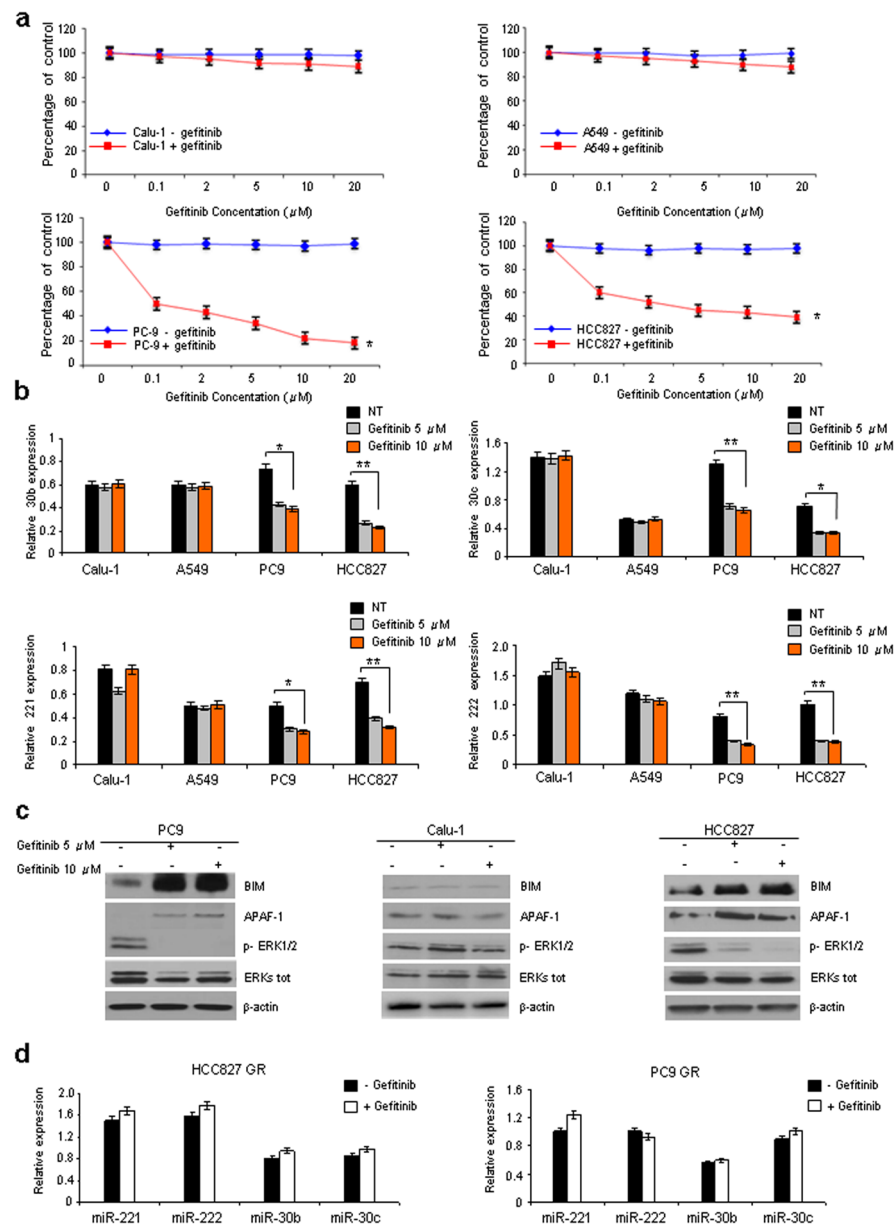 a
120
100
80
60
40
20
0
Percentage of control
Calu-1 - gefitinib
Calu-1 + gefitinib
0 0.1 2 5 10 20
Gefitinib Concentation (µM)
120
100
80
60
40
20
0
Percentage of control
A549 - gefitinib
A549 + gefitinib
0 0.1 2 5 10 20
Gefitinib Concentation (µM)
120
100
80
60
40
20
0
Percentage of control
PC-9 - gefitinib
PC-9 + gefitinib
*
0 0.1 2 5 10 20
Gefitinib Concentation (µM)
120
100
80
60
40
20
0
Percentage of control
HCC827 - gefitinib
HCC827 + gefitinib
*
0 0.1 2 5 10 20
Gefitinib Concentation (µM)
b
NT
Gefitinib 5 µM
Gefitinib 10 µM
Relative 30b expression
1
0.8
0.6
0.4
0.2
0
*
**
Calu-1 A549 PC9 HCC827
NT
Gefitinib 5 µM
Gefitinib 10 µM
Relative 30c expression
1.6
1.2
0.8
0.4
0
**
*
Calu-1 A549 PC9 HCC827
NT
Gefitinib 5 µM
Gefitinib 10 µM
Relative 221 expression
1
0.8
0.6
0.4
0.2
0
*
**
Calu-1 A549 PC9 HCC827
NT
Gefitinib 5 µM
Gefitinib 10 µM
Relative 222 expression
2.0
1.5
1.0
0.5
0
**
**
Calu-1 A549 PC9 HCC827
c
PC9
Gefitinib 5 µM - + -
Gefitinib 10 µM - - +
BIM
APAF-1
p- ERK1/2
ERKs tot
β-actin
Calu-1
- + -
- - +
BIM
APAF-1
p- ERK1/2
ERKs tot
β-actin
HCC827
- + -
- - +
BIM
APAF-1
p- ERK1/2
ERKs tot
β-actin
d
HCC827 GR
- Gefitinib
+ Gefitinib
Relative expression
2.0
1.6
1.2
0.8
0.4
0
miR-221 miR-222 miR-30b miR-30c
PC9 GR
- Gefitinib
+ Gefitinib
Relative expression
1.6
1.2
0.8
0.4
0
miR-221 miR-222 miR-30b miR-30c